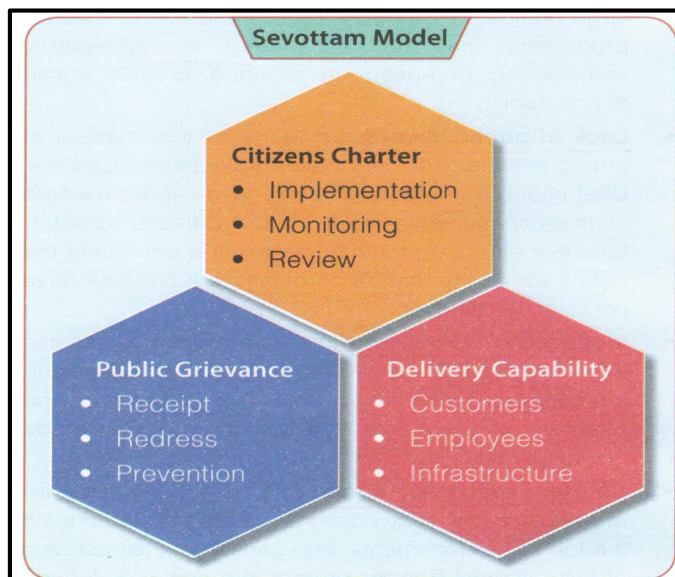 Sevottam Model
Citizens Charter
• Implementation
• Monitoring
• Review
Public Grievance
• Receipt
• Redress
• Prevention
Delivery Capability
• Customers
• Employees
• Infrastructure